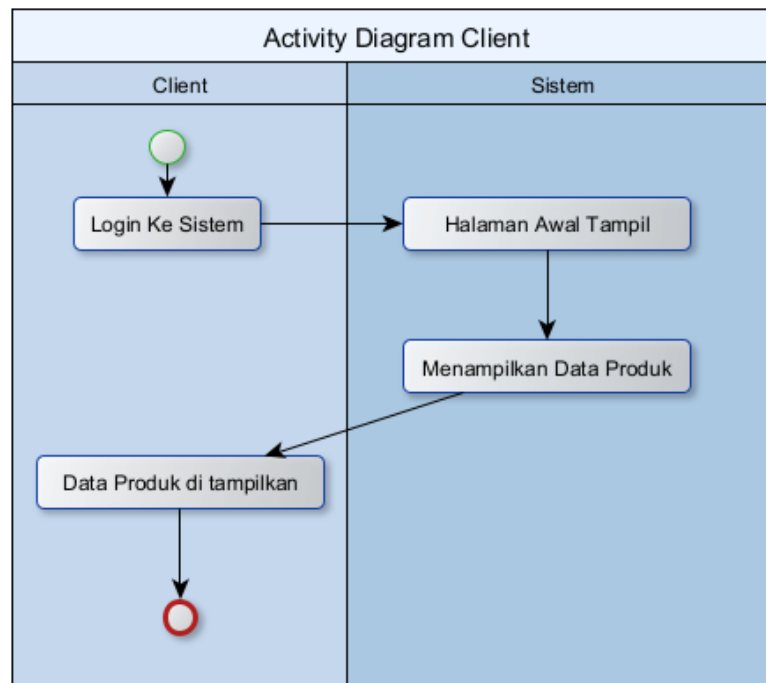 Activity Diagram Client
Client
Sistem
Login Ke Sistem
Halaman Awal Tampil
Menampilkan Data Produk
Data Produk di tampilkan